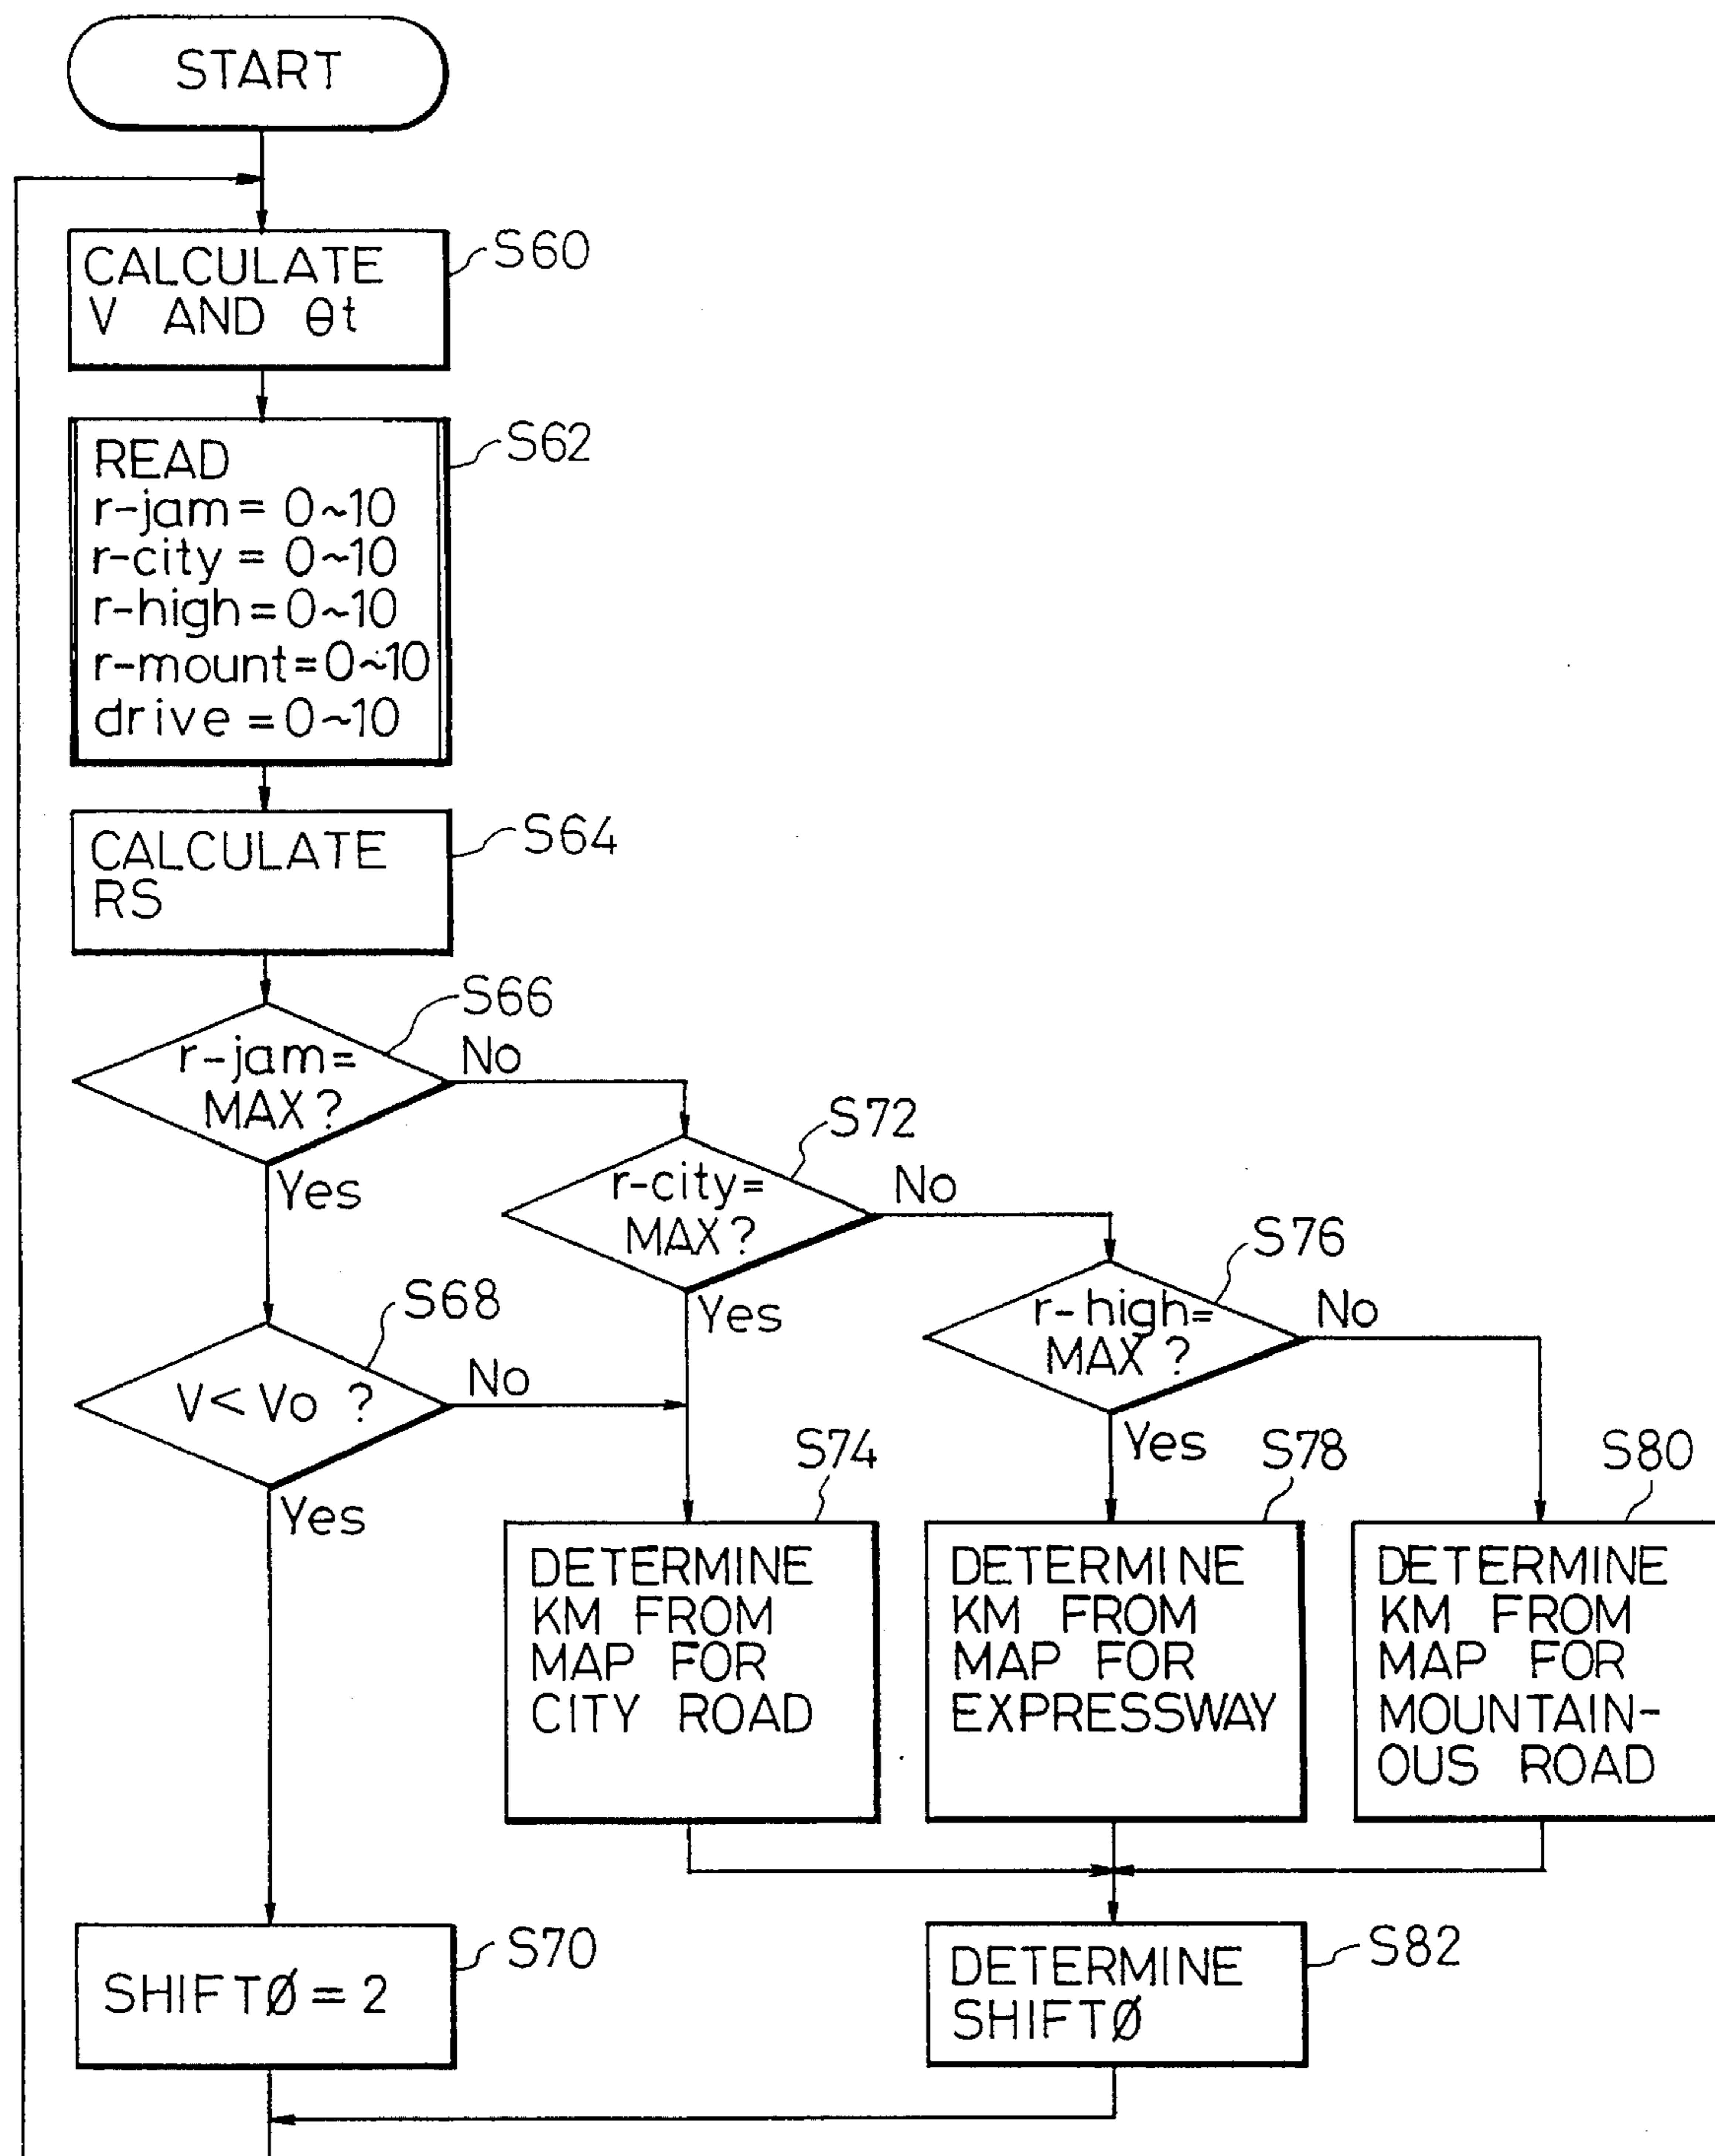 START
CALCULATE
V AND θt
S60
READ
r-jam= 0~10
r-city = 0~10
r-high=0~10
r-mount=0~10
drive =0~10
S62
CALCULATE
RS
S64
r-jam=
MAX?
S66
No
Yes
r-city=
MAX?
S72
No
Yes
r-high=
MAX ?
S76
No
Yes
V< Vo ?
S68
No
Yes
S74
DETERMINE
KM FROM
MAP FOR
CITY ROAD
S78
DETERMINE
KM FROM
MAP FOR
EXPRESSWAY
S80
DETERMINE
KM FROM
MAP FOR
MOUNTAIN-
OUS ROAD
SHIFTØ = 2
S70
DETERMINE
SHIFTØ
S82